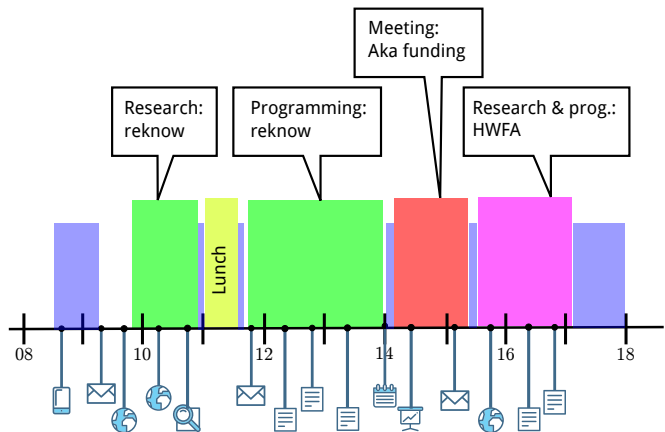 Meeting:
Aka funding
Research:
reknow
Programming:
reknow
Research & prog.:
HWFA
Lunch
08
10
12
14
16
18